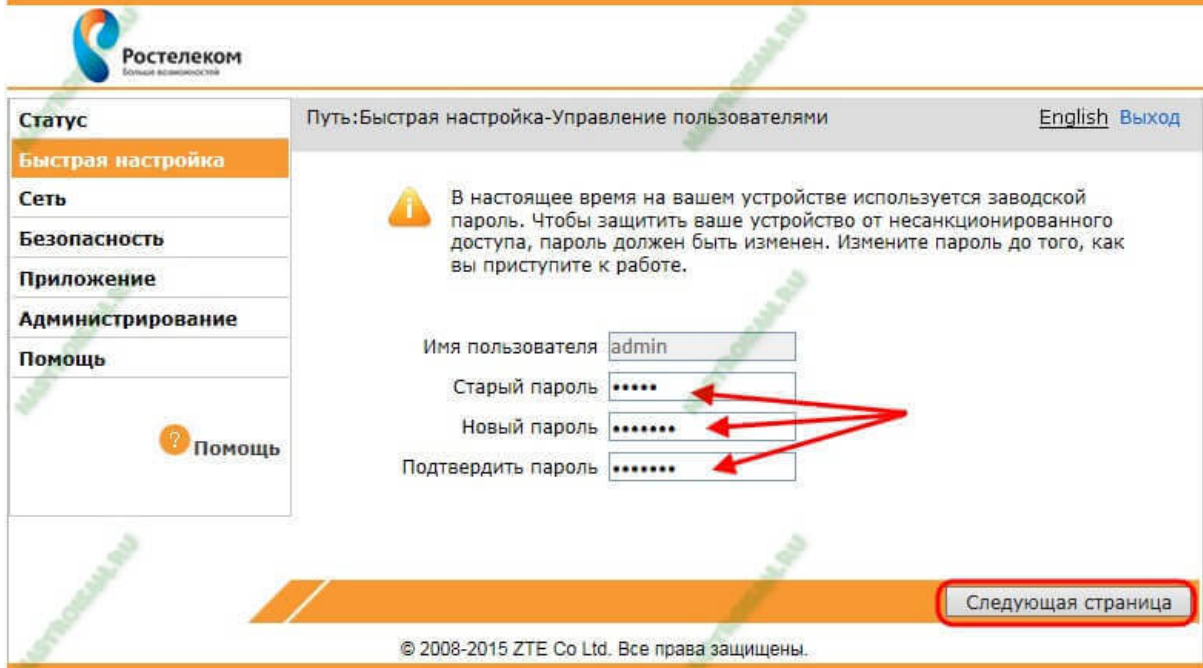 Ростелеком
Больше возможностей
Статус
Быстрая настройка
Сеть
Безопасность
Приложение
Администрирование
Помощь
Помощь
Путь:Быстрая настройка-Управление пользователями
English Выход
В настоящее время на вашем устройстве используется заводской
пароль. Чтобы защитить ваше устройство от несанкционированного
доступа, пароль должен быть изменен. Измените пароль до того, как
вы приступите к работе.
Имя пользователя admin
Старый пароль •••••
Новый пароль •••••••
Подтвердить пароль •••••••
Следующая страница
© 2008-2015 ZTE Co Ltd. Все права защищены.